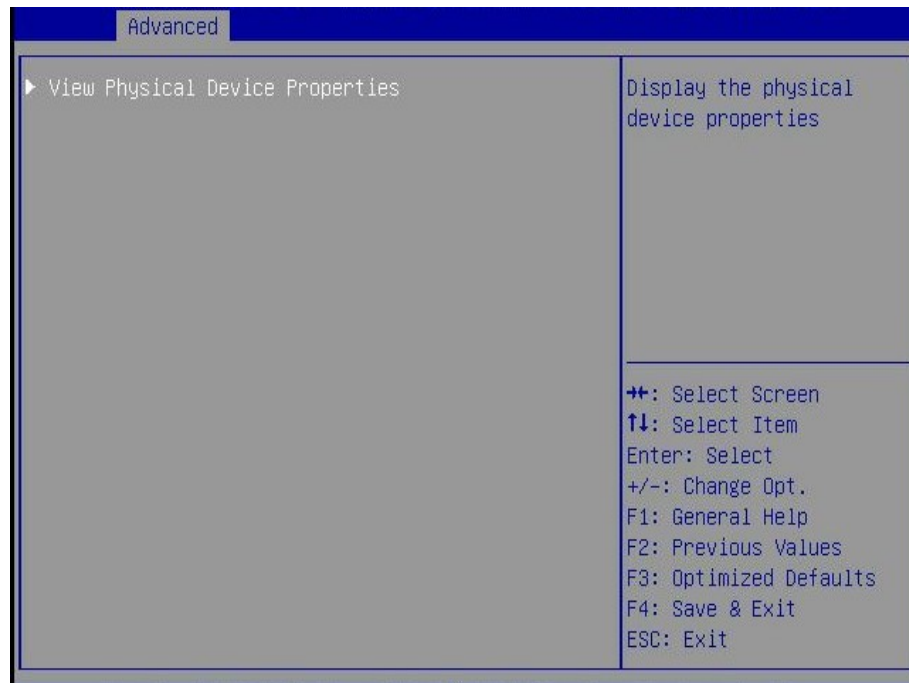 Advanced
View Physical Device Properties
Display the physical
device properties
→←: Select Screen
↑↓: Select Item
Enter: Select
+/-: Change Opt.
F1: General Help
F2: Previous Values
F3: Optimized Defaults
F4: Save & Exit
ESC: Exit